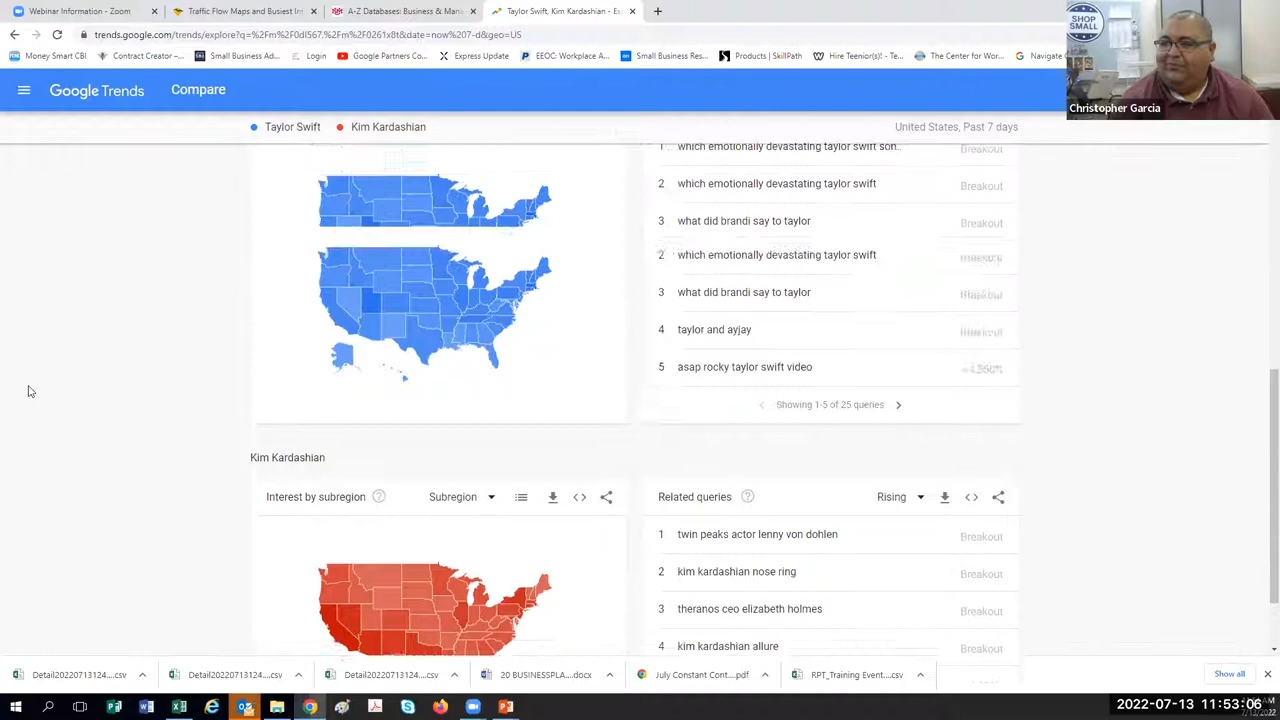 Webinar Information - Zoom
Traffic Flow Maps and Busiest In
A-Z Databases: Business & Man
Taylor Swift, Kim Kardashian - Ex
trends.google.com/trends/explore?q=%2Fm%2F0dl567,%2Fm%2F0
date=now%207-d&geo=US
Money Smart CBI
Contract Creator –...
Small Business Ad...
Login
Google Partners Co...
Express Update
EEOC: Workplace A...
Small Business Res...
Products | SkillPath
Hire Teenior(s)! - Te...
The Center for Wor...
Navigate
SHOP
SMALL
Christopher Garcia
Google Trends
Compare
Taylor Swift
Kim Kardashian
United States, Past 7 days
1 which emotionally devastating taylor swift son..
Breakout
2 which emotionally devastating taylor swift
Breakout
3 what did brandi say to taylor
Breakout
2 which emotionally devastating taylor swift
3 what did brandi say to taylor
4 taylor and ayjay
5 asap rocky taylor swift video
Showing 1-5 of 25 queries
Kim Kardashian
Interest by subregion
Subregion
Related queries
Rising
1 twin peaks actor lenny von dohlen
Breakout
2 kim kardashian nose ring
Breakout
3 theranos ceo elizabeth holmes
Breakout
4 kim kardashian allure
Breakout
Detail20220713124....csv
Detail20220713124....csv
Detail20220713124....csv
20 BUINESSPLA....docx
July Constant Cont....pdf
RPT_Training Event....csv
Show all
2022-07-13 11:53:06